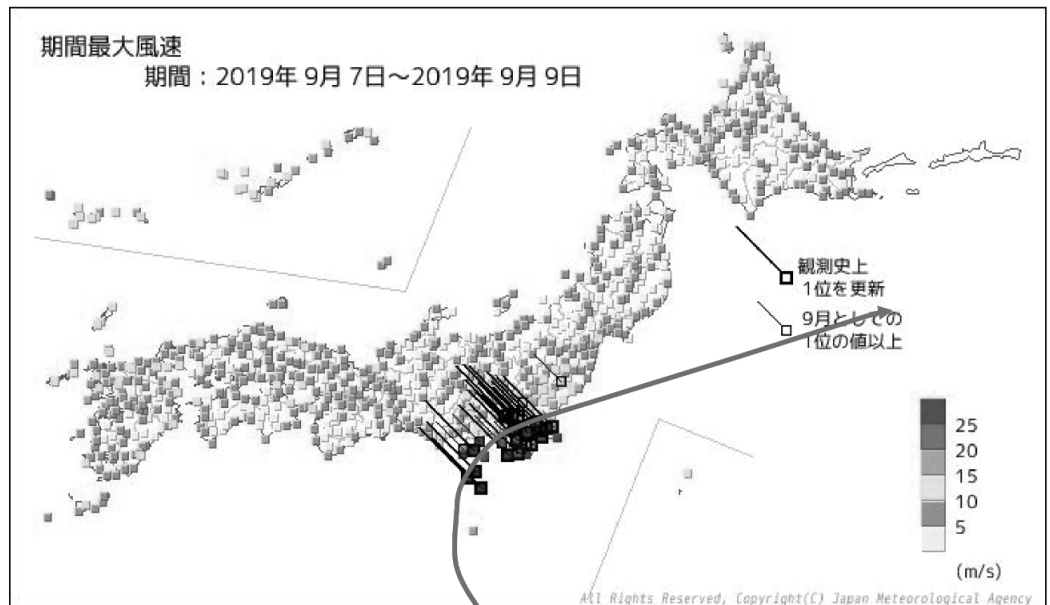 期間最大風速
期間：2019年 9月 7日～2019年 9月 9日
観測史上
1位を更新
9月としての
1位の値以上
25
20
15
10
5
(m/s)
All Rights Reserved, Copyright(C) Japan Meteorological Agency